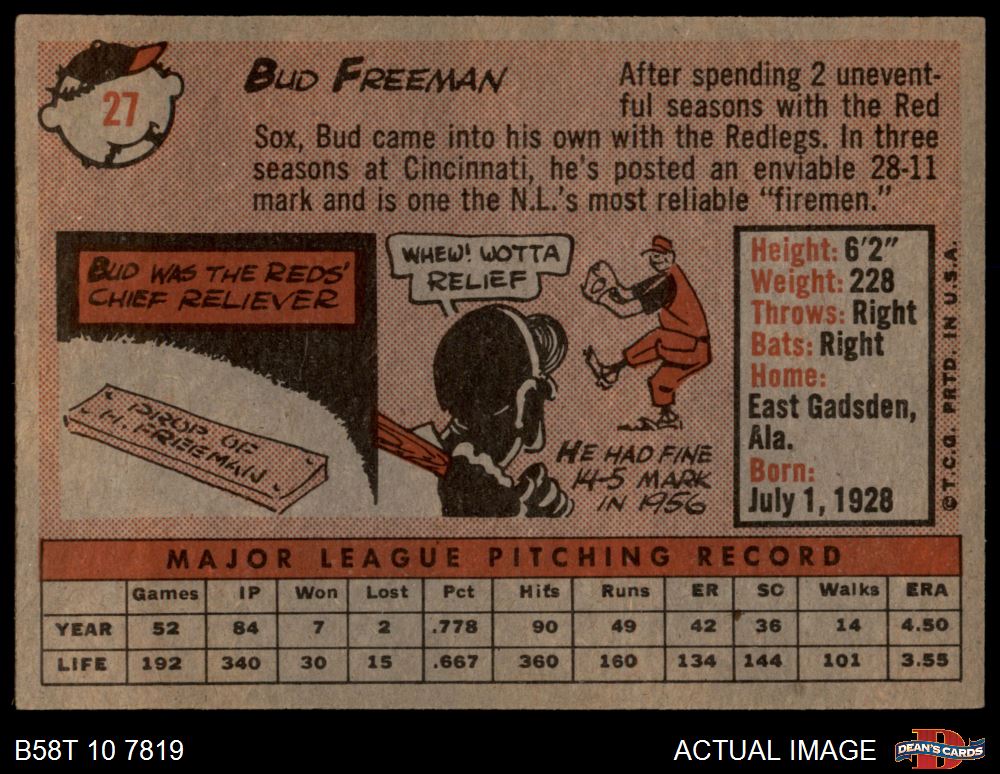 27
BUD FREEMAN
After spending 2 unevent-
ful seasons with the Red
Sox, Bud came into his own with the Redlegs. In three
seasons at Cincinnati, he's posted an enviable 28-11
mark and is one the N.L.'s most reliable "firemen."
BUD WAS THE REDS'
CHIEF RELIEVER
PROP. OF
H. FREEMAN
WHEW! WOTTA
RELIEF
HE HAD FINE
14-5 MARK
IN 1956
Height: 6'2"
Weight: 228
Throws: Right
Bats: Right
Home:
East Gadsden,
Ala.
Born:
July 1, 1928
© T.C.G. PRTD. IN U.S.A.
MAJOR LEAGUE PITCHING RECORD
Games IP Won Lost Pct Hits Runs ER SO Walks ERA
YEAR 52 84 7 2 .778 90 49 42 36 14 4.50
LIFE 192 340 30 15 .667 360 160 134 144 101 3.55
B58T 10 7819
ACTUAL IMAGE
D
DEAN'S CARDS